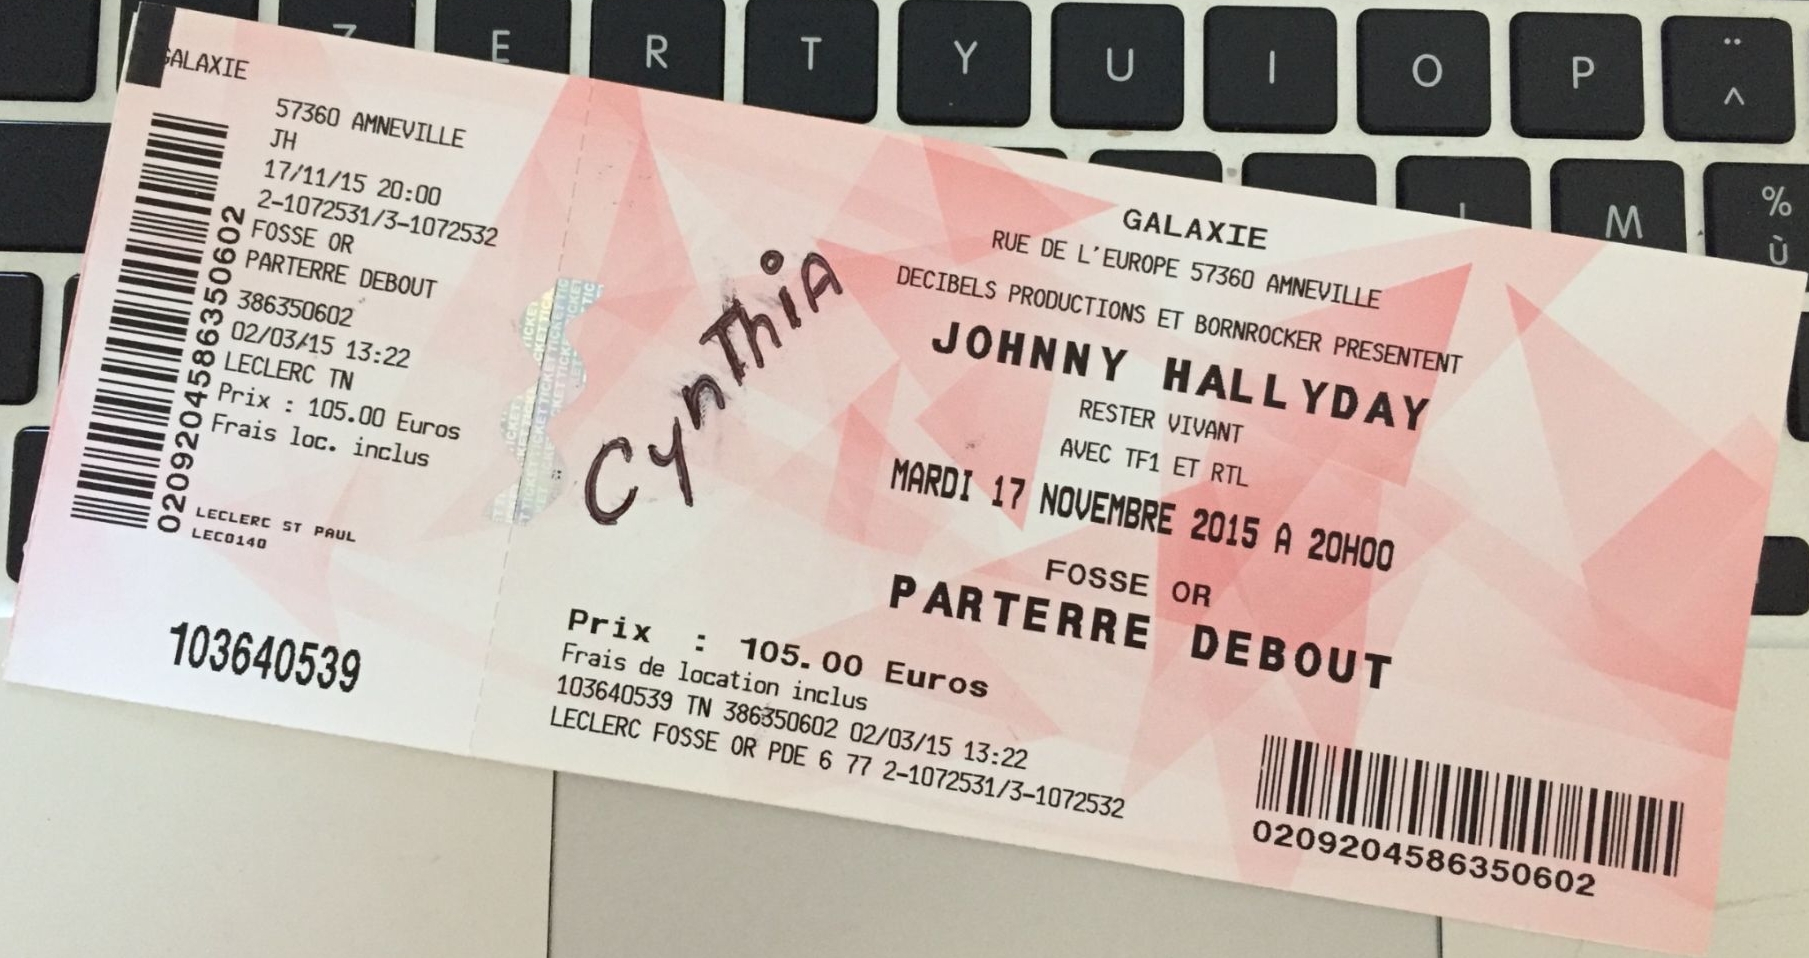 Z E R T Y U I O P ¨ ^
L M % ù
GALAXIE
57360 AMNEVILLE
JH
17/11/15 20:00
2-1072531/3-1072532
FOSSE OR
PARTERRE DEBOUT
386350602
02/03/15 13:22
LECLERC TN
Prix : 105.00 Euros
Frais loc. inclus
0209204586350602
LECLERC ST PAUL
LEC0140
103640539
TICKET TICKET TICKET
Cynthia
GALAXIE
RUE DE L'EUROPE 57360 AMNEVILLE
DECIBELS PRODUCTIONS ET BORNROCKER PRESENTENT
JOHNNY HALLYDAY
RESTER VIVANT
AVEC TF1 ET RTL
MARDI 17 NOVEMBRE 2015 A 20H00
FOSSE OR
PARTERRE DEBOUT
Prix : 105.00 Euros
Frais de location inclus
103640539 TN 386350602 02/03/15 13:22
LECLERC FOSSE OR PDE 6 77 2-1072531/3-1072532
0209204586350602